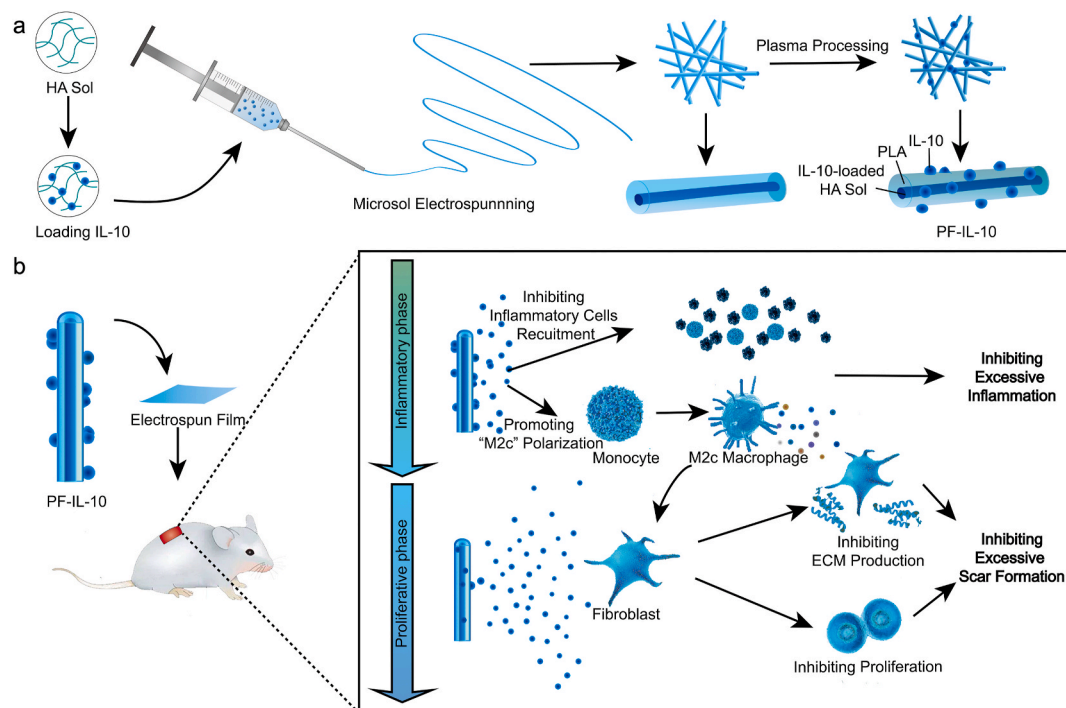 a
HA Sol
Loading IL-10
Microsol Electrospunnning
Plasma Processing
IL-10
PLA
IL-10-loaded
HA Sol
PF-IL-10
b
PF-IL-10
Electrospun Film
Inflammatory phase
Proliferative phase
Inhibiting
Inflammatory Cells
Recuitment
Promoting
“M2c” Polarization
Monocyte
M2c Macrophage
Inhibiting
Excessive
Inflammation
Fibroblast
Inhibiting
ECM Production
Inhibiting Proliferation
Inhibiting
Excessive
Scar Formation